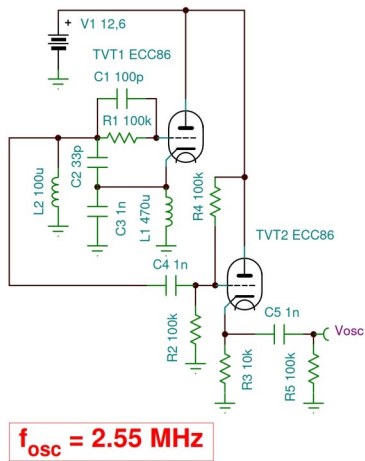 V1 12,6
TVT1 ECC86
C1 100p
R1 100k
C2 33p
L2 100u
C3 1n
L1 470u
R4 100k
TVT2 ECC86
C4 1n
C5 1n
Vosc
R2 100k
R3 10k
R5 100k
fosc = 2.55 MHz